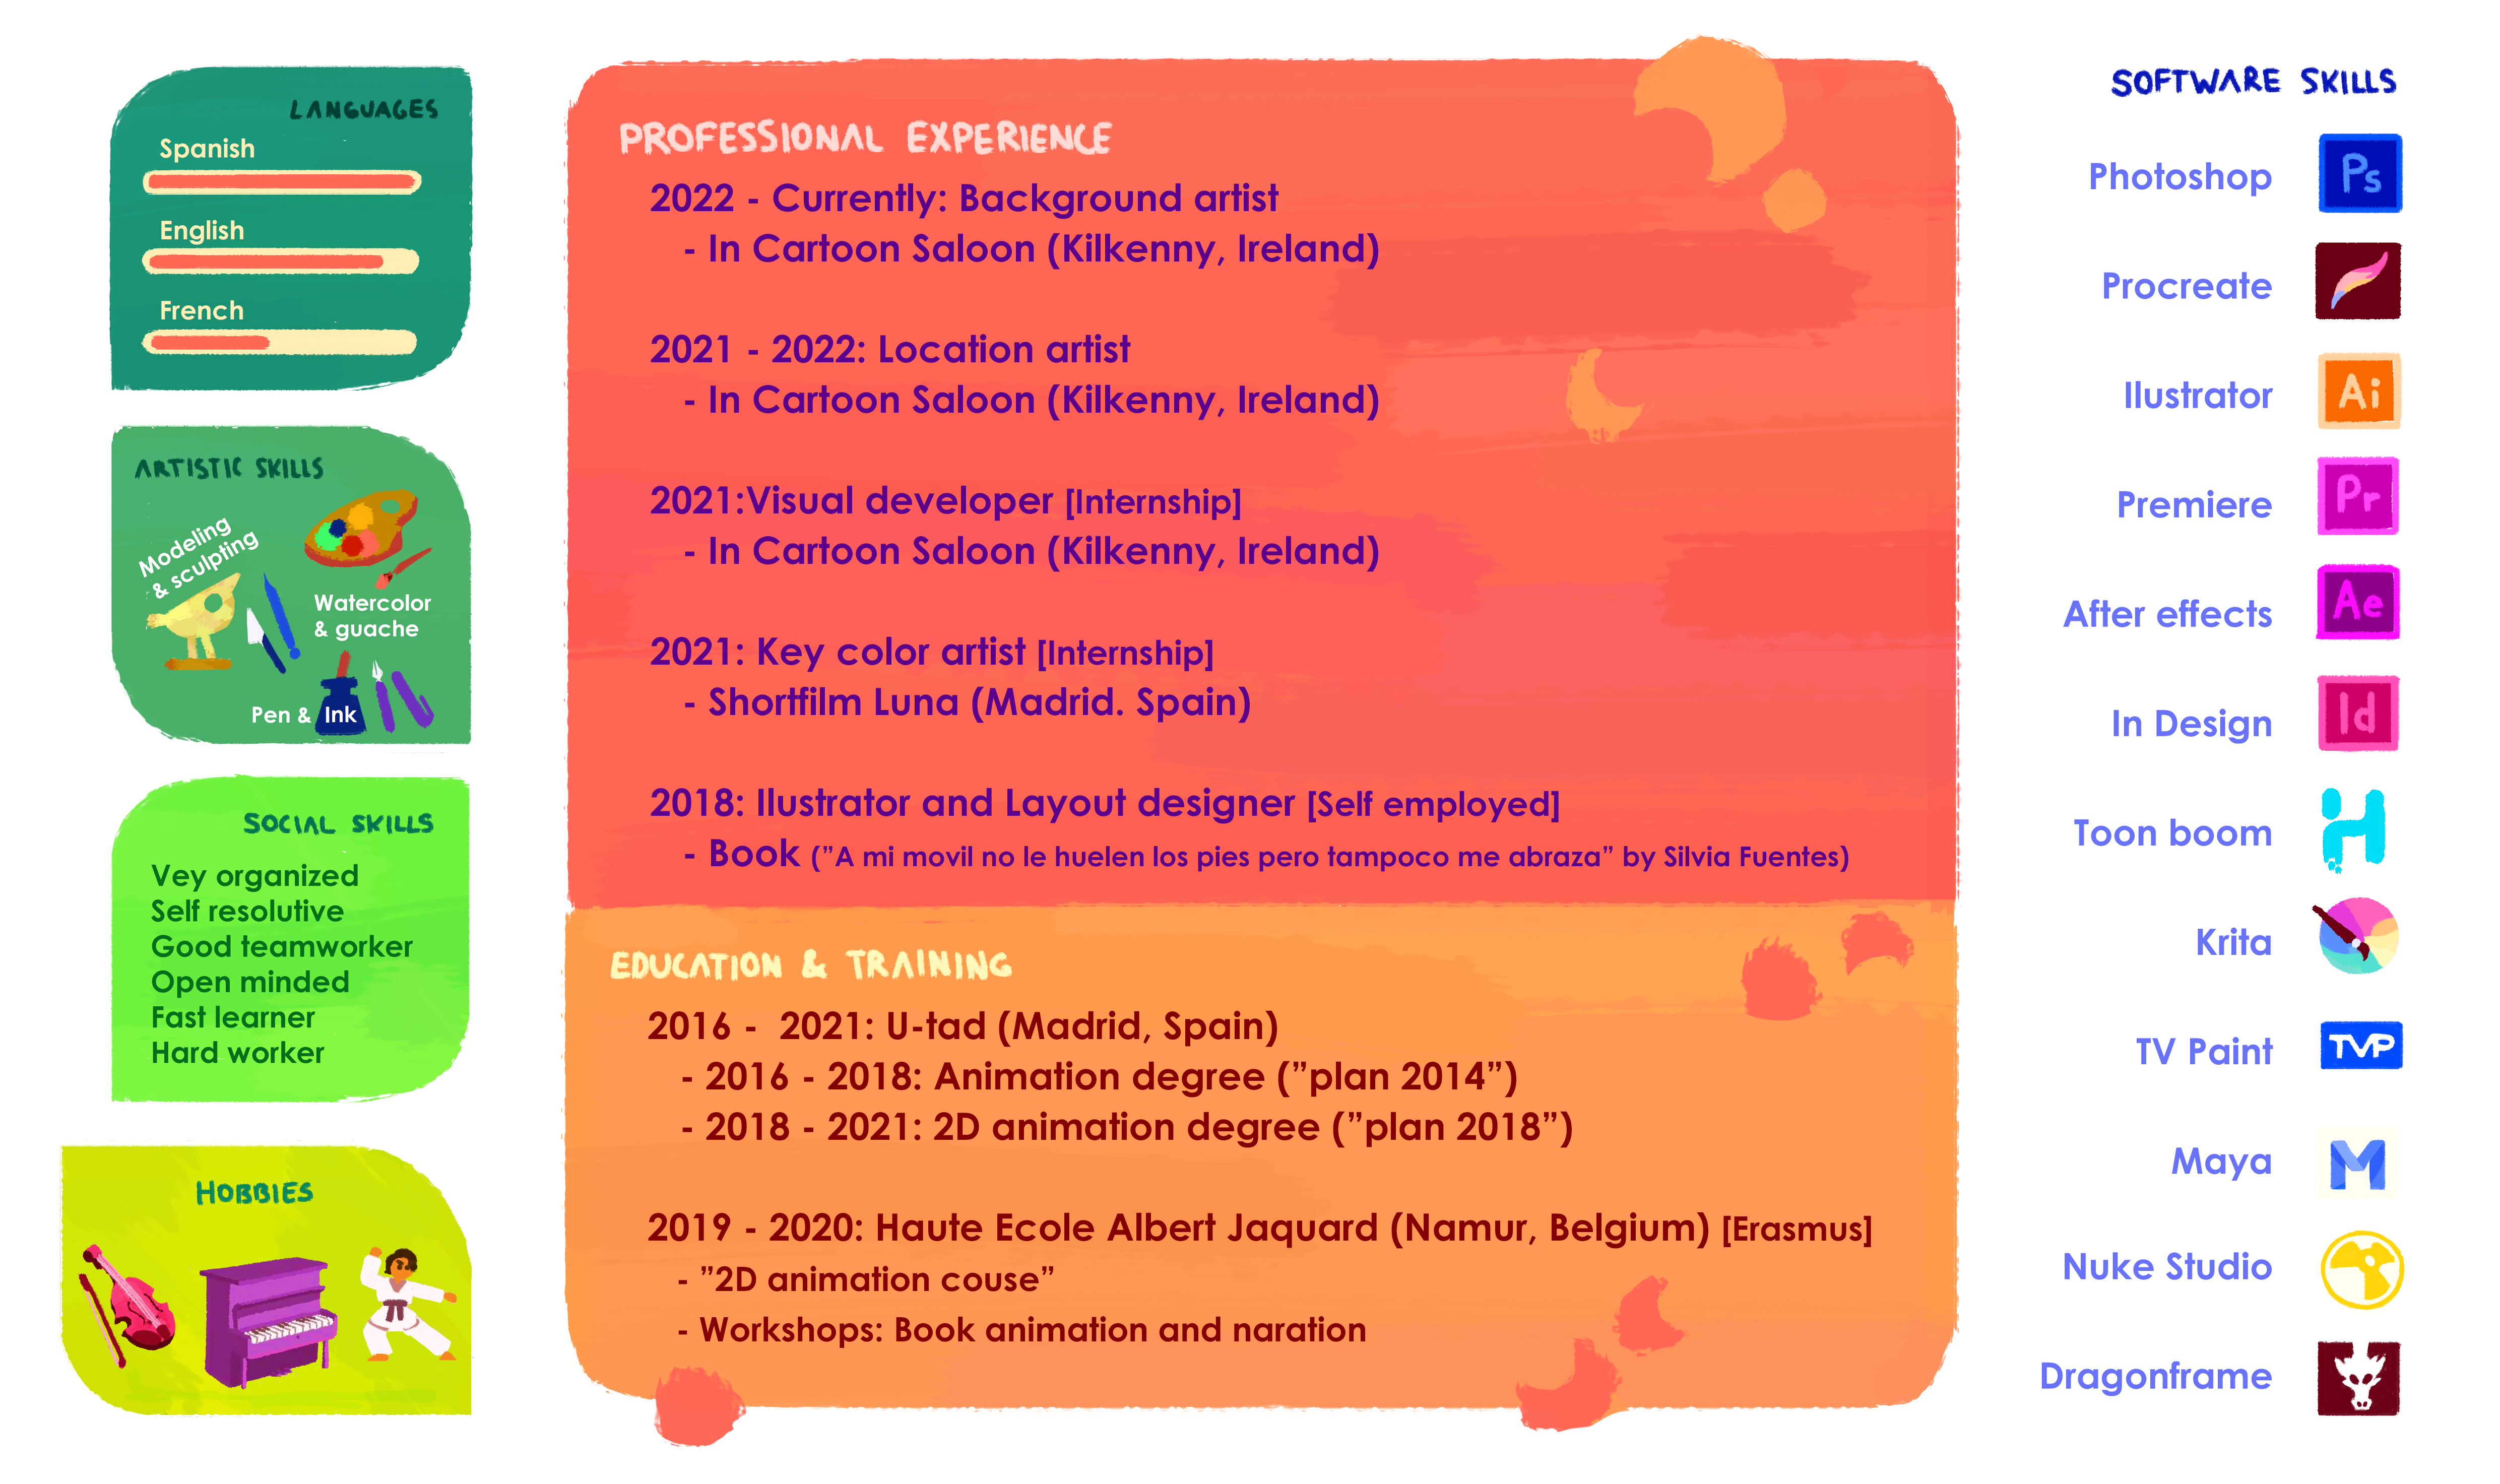 LANGUAGES
Spanish
English
French
ARTISTIC SKILLS
Modeling
& sculpting
Watercolor
& guache
Pen & Ink
SOCIAL SKILLS
Vey organized
Self resolutive
Good teamworker
Open minded
Fast learner
Hard worker
HOBBIES
PROFESSIONAL EXPERIENCE
2022 - Currently: Background artist
- In Cartoon Saloon (Kilkenny, Ireland)
2021 - 2022: Location artist
- In Cartoon Saloon (Kilkenny, Ireland)
2021:Visual developer [Internship]
- In Cartoon Saloon (Kilkenny, Ireland)
2021: Key color artist [Internship]
- Shortfilm Luna (Madrid. Spain)
2018: Ilustrator and Layout designer [Self employed]
- Book (”A mi movil no le huelen los pies pero tampoco me abraza” by Silvia Fuentes)
EDUCATION & TRAINING
2016 - 2021: U-tad (Madrid, Spain)
- 2016 - 2018: Animation degree (”plan 2014”)
- 2018 - 2021: 2D animation degree (”plan 2018”)
2019 - 2020: Haute Ecole Albert Jaquard (Namur, Belgium) [Erasmus]
- ”2D animation couse”
- Workshops: Book animation and naration
SOFTWARE SKILLS
Photoshop Ps
Procreate
Ilustrator Ai
Premiere Pr
After effects Ae
In Design Id
Toon boom
Krita
TV Paint TVP
Maya M
Nuke Studio
Dragonframe